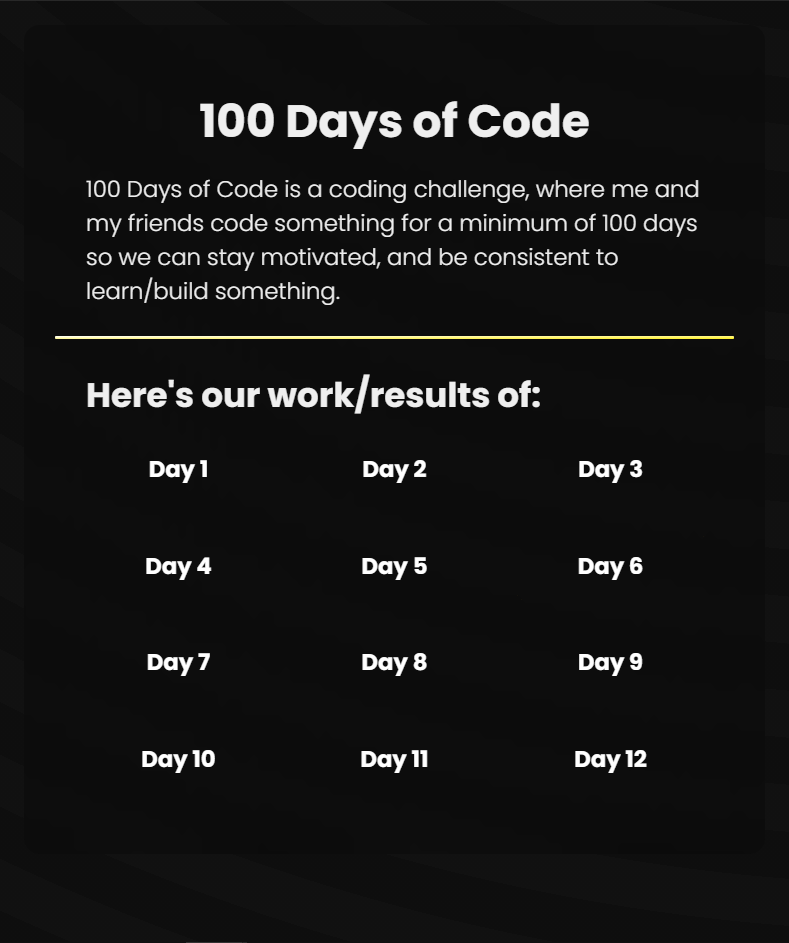 100 Days of Code
100 Days of Code is a coding challenge, where me and
my friends code something for a minimum of 100 days
so we can stay motivated, and be consistent to
learn/build something.
Here's our work/results of:
Day 1 Day 2 Day 3
Day 4 Day 5 Day 6
Day 7 Day 8 Day 9
Day 10 Day 11 Day 12